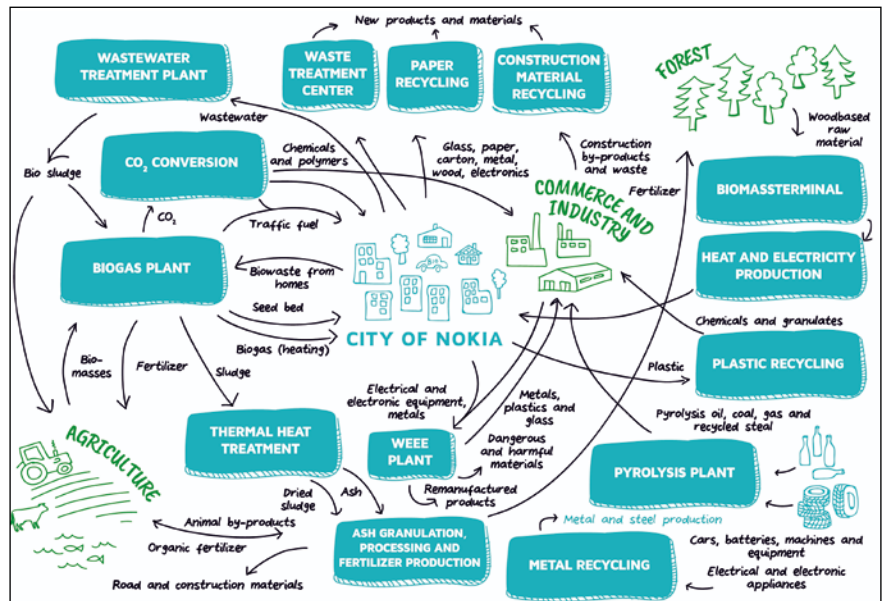 New products and materials
WASTEWATER
TREATMENT PLANT
WASTE
TREATMENT
CENTER
PAPER
RECYCLING
CONSTRUCTION
MATERIAL
RECYCLING
FOREST
Woodbased
raw
material
Wastewater
Chemicals
and polymers
Glass, paper,
carton, metal,
wood, electronics
Construction
by-products
and waste
Fertilizer
Bio sludge
CO₂ CONVERSION
COMMERCE AND
INDUSTRY
BIOMASSTERMINAL
CO₂
Traffic fuel
BIOGAS PLANT
Biowaste from
homes
HEAT AND ELECTRICITY
PRODUCTION
Seed bed
CITY OF NOKIA
Chemicals and granulates
Biogas (heating)
Bio-
masses
Fertilizer
Sludge
Plastic
PLASTIC RECYCLING
Electrical and
electronic equipment,
metals
Metals,
plastics and
glass
Pyrolysis oil, coal, gas and
recycled steal
AGRICULTURE
THERMAL HEAT
TREATMENT
WEEE
PLANT
Dangerous
and harmful
materials
PYROLYSIS PLANT
Dried
sludge
Ash
Remanufactured
products
Animal by-products
Organic fertilizer
ASH GRANULATION,
PROCESSING AND
FERTILIZER PRODUCTION
Metal and steel production
Cars, batteries, machines and
equipment
METAL RECYCLING
Electrical and electronic
appliances
Road and construction materials